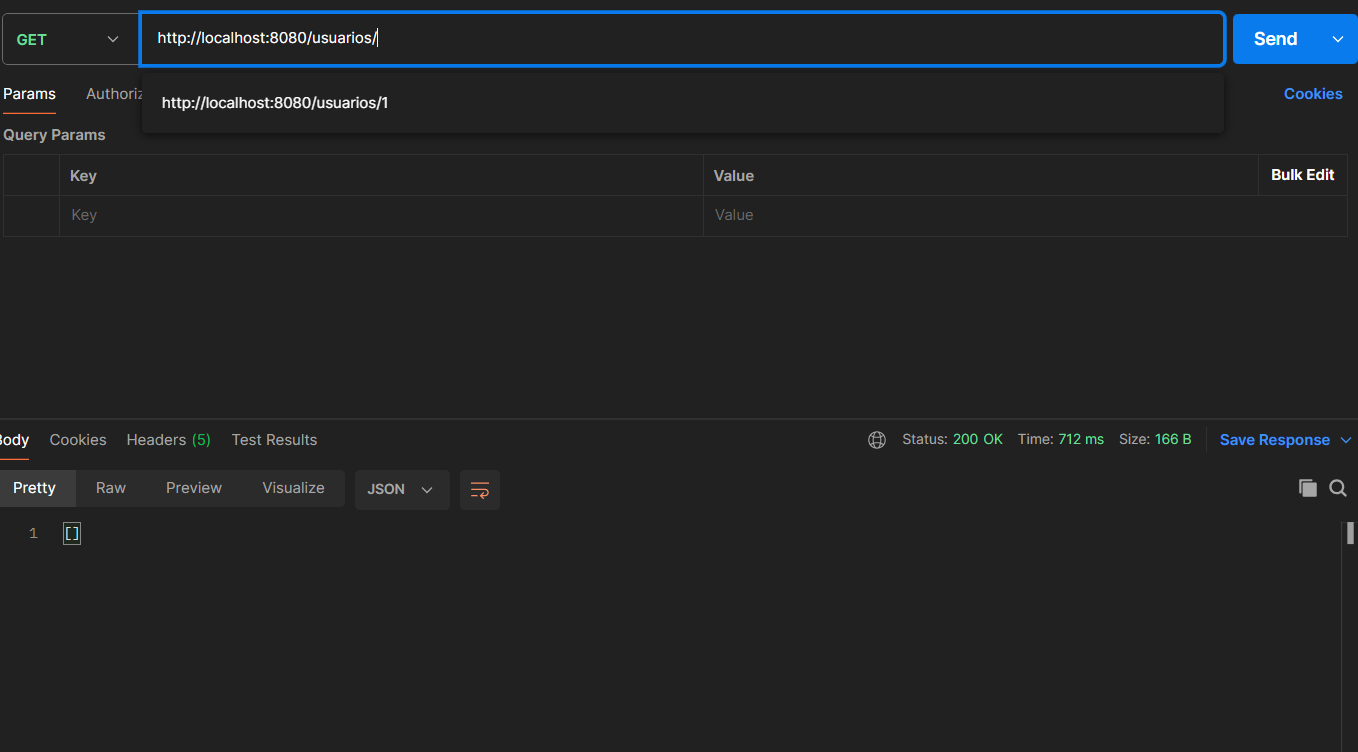 GET http://localhost:8080/usuarios/ Send
Params Authoriz Cookies
http://localhost:8080/usuarios/1
Query Params
Key Value Bulk Edit
Key Value
Body Cookies Headers (5) Test Results Status: 200 OK Time: 712 ms Size: 166 B Save Response
Pretty Raw Preview Visualize JSON
1 []